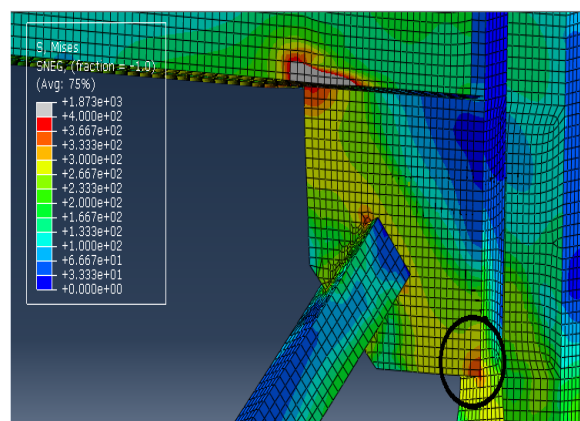 S, Mises
SNEG, (fraction = -1.0)
(Avg: 75%)
+1.873e+03
+4.000e+02
+3.667e+02
+3.333e+02
+3.000e+02
+2.667e+02
+2.333e+02
+2.000e+02
+1.667e+02
+1.333e+02
+1.000e+02
+6.667e+01
+3.333e+01
+0.000e+00